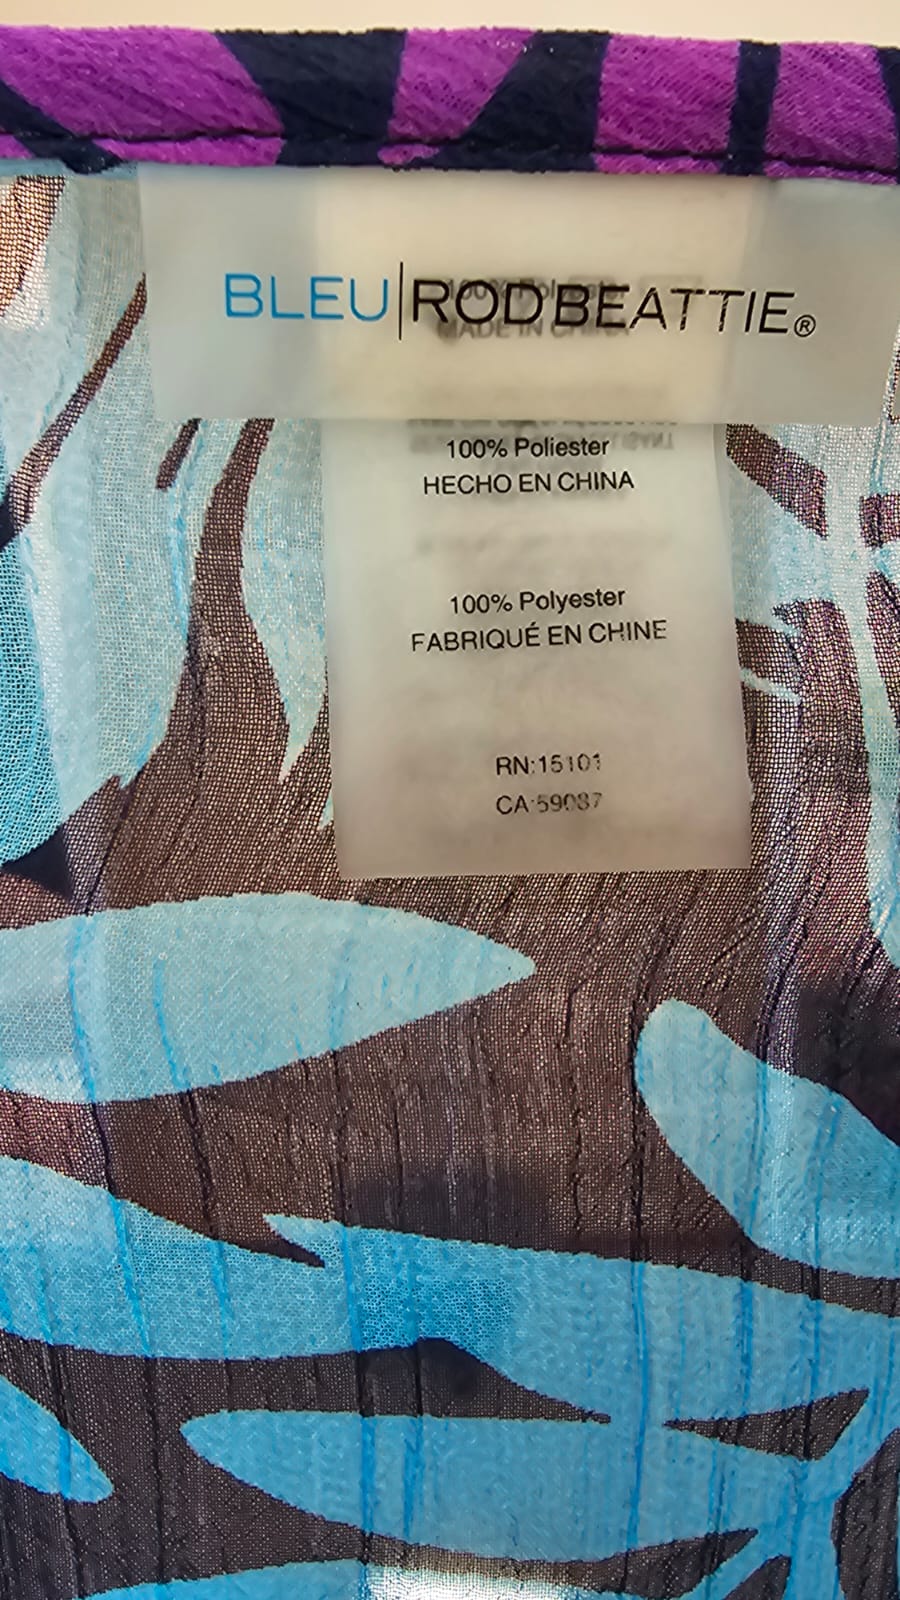 BLEU|RODBEATTIE®
100% Poliester
HECHO EN CHINA
100% Polyester
FABRIQUÉ EN CHINE
RN:15101
CA:59087